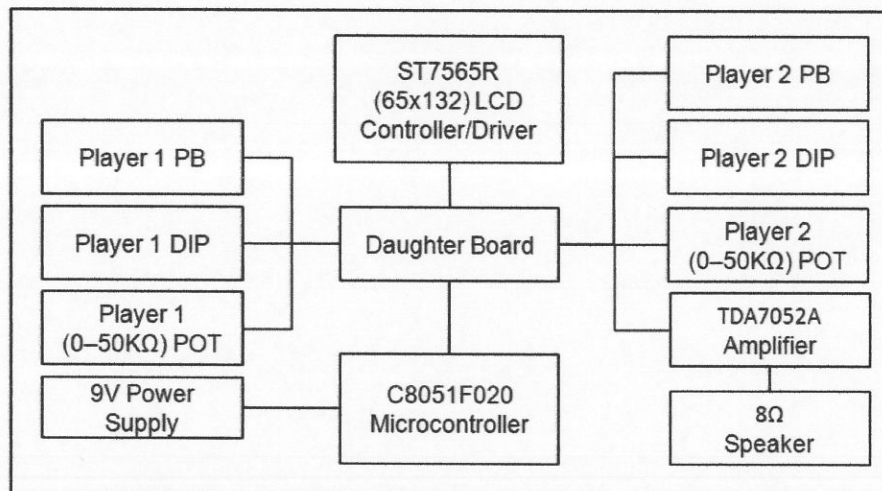 ST7565R
(65x132) LCD
Controller/Driver
Player 1 PB
Player 1 DIP
Player 1
(0–50KΩ) POT
9V Power
Supply
Daughter Board
C8051F020
Microcontroller
Player 2 PB
Player 2 DIP
Player 2
(0–50KΩ) POT
TDA7052A
Amplifier
8Ω
Speaker